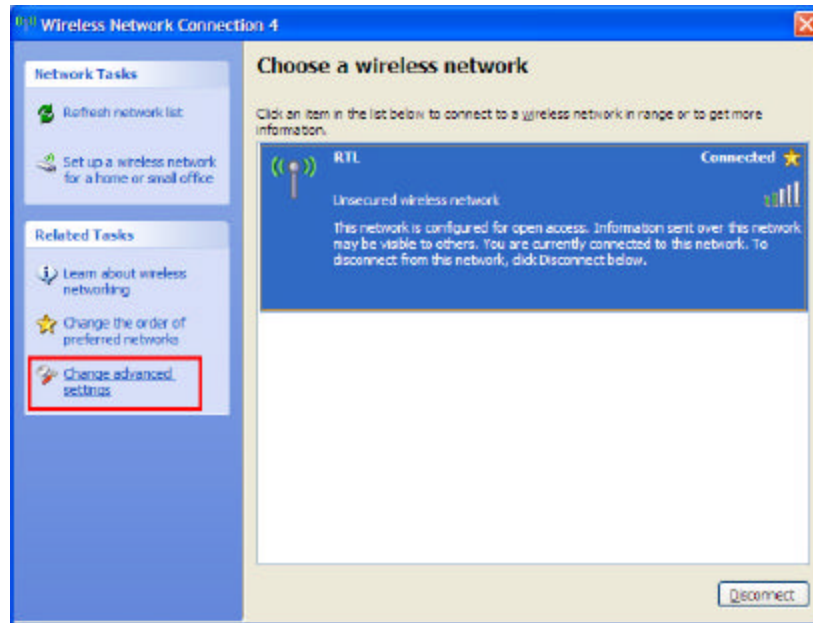 Wireless Network Connection 4
Network Tasks
Refresh network list
Set up a wireless network
for a home or small office
Related Tasks
Learn about wireless
networking
Change the order of
preferred networks
Change advanced
settings
Choose a wireless network
Click an item in the list below to connect to a wireless network in range or to get more
information.
RTL
Connected
Unsecured wireless network
This network is configured for open access. Information sent over this network
may be visible to others. You are currently connected to this network. To
disconnect from this network, click Disconnect below.
Disconnect